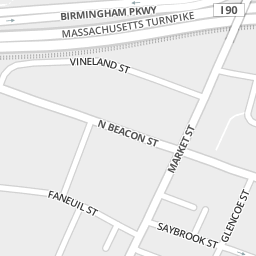 BIRMINGHAM PKWY
I 90
MASSACHUSETTS TURNPIKE
VINELAND ST
N BEACON ST
MARKET ST
FANEUIL ST
GLENCOE ST
SAYBROOK ST